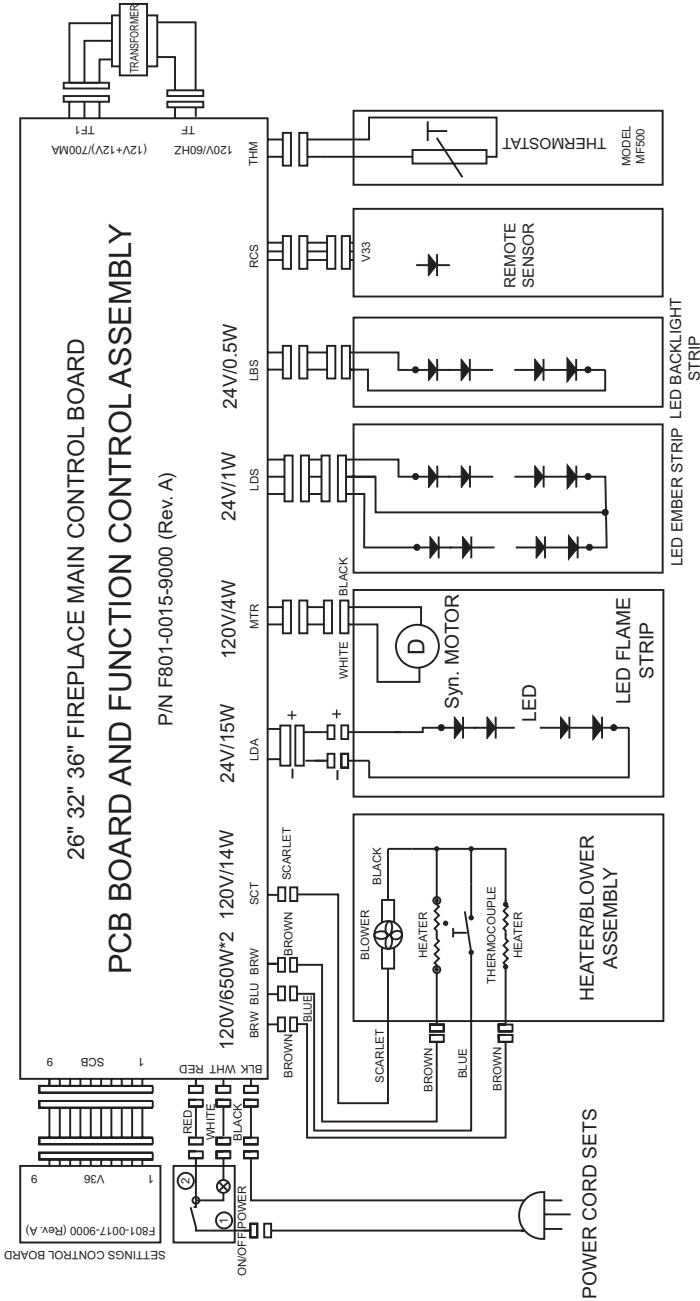 26" 32" 36" FIREPLACE MAIN CONTROL BOARD
PCB BOARD AND FUNCTION CONTROL ASSEMBLY
P/N F801-0015-9000 (Rev. A)
TRANSFORMER
TF1
TF
(12V+12V)/700MA
120V/60HZ
THM
RCS
24V/0.5W
LBS
24V/1W
LDS
120V/4W
MTR
24V/15W
LDA
120V/14W
SCT
120V/650W*2
BRW
BLU
BRW
BLK
WHT
RED
9
SCB
1
THERMOSTAT
MODEL
MF500
V33
REMOTE
SENSOR
LED BACKLIGHT
STRIP
LED EMBER STRIP
BLACK
WHITE
D
Syn. MOTOR
LED
LED FLAME
STRIP
+
−
+
−
SCARLET
BROWN
BLUE
BROWN
BLOWER
BLACK
HEATER
THERMOCOUPLE
HEATER
HEATER/BLOWER
ASSEMBLY
SCARLET
BROWN
BLUE
BROWN
RED
WHITE
BLACK
9
V36
1
F801-0017-9000 (Rev. A)
SETTINGS CONTROL BOARD
2
1
ON/OFF POWER
POWER CORD SETS